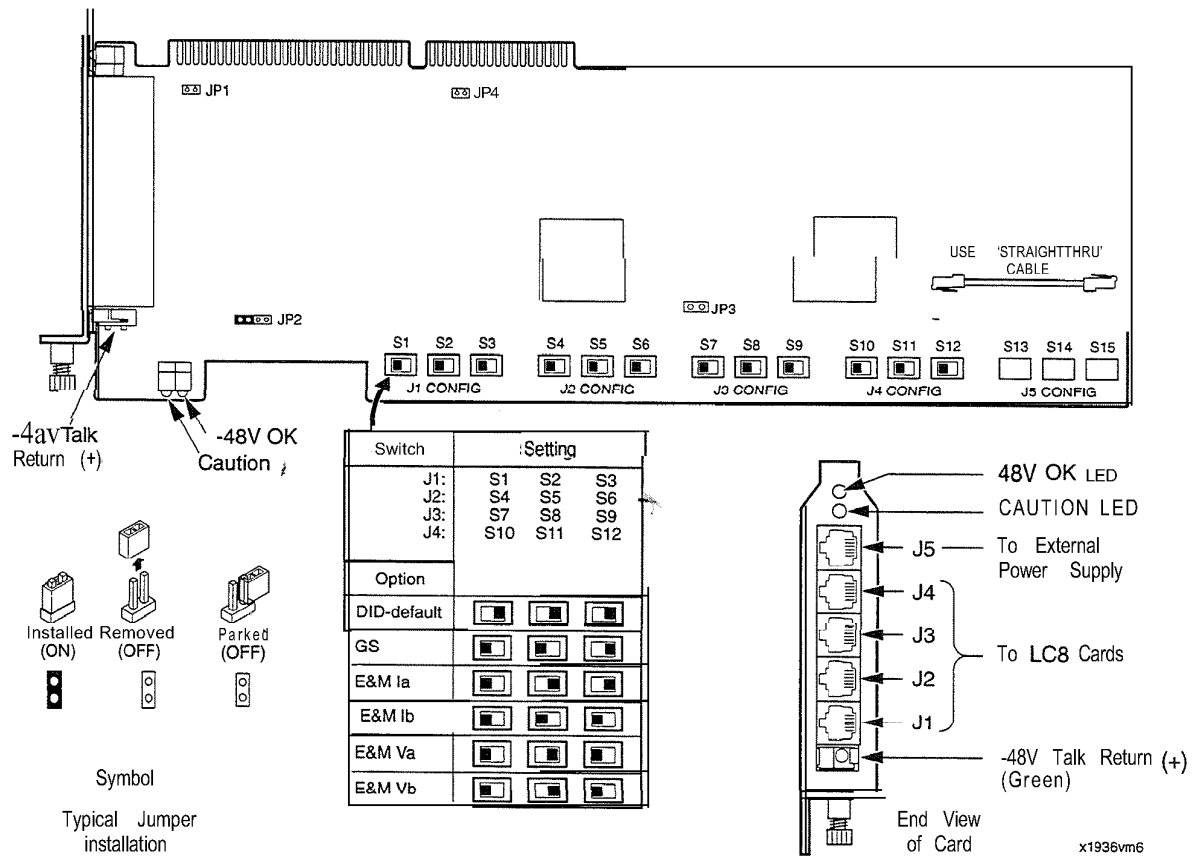 JP1
JP4
USE 'STRAIGHTTHRU'
CABLE
JP3
JP2
S1 S2 S3
J1 CONFIG
S4 S5 S6
J2 CONFIC
S7 S8 S9
J3 CONFIG
S10 S11 S12
J4 CONFIG
S13 S14 S15
J5 CONFIG
-4av Talk
Return (+)
-48V OK
Caution
Switch Setting
J1: S1 S2 S3
J2: S4 S5 S6
J3: S7 S8 S9
J4: S10 S11 S12
Option
DID-default
GS
E&M Ia
E&M Ib
E&M Va
E&M Vb
Installed
(ON)
Removed
(OFF)
Parked
(OFF)
Symbol
Typical Jumper
installation
48V OK LED
CAUTION LED
J5
To External
Power Supply
J4
J3
To LC8 Cards
J2
J1
-48V Talk Return (+)
(Green)
End View
of Card
x1936vm6